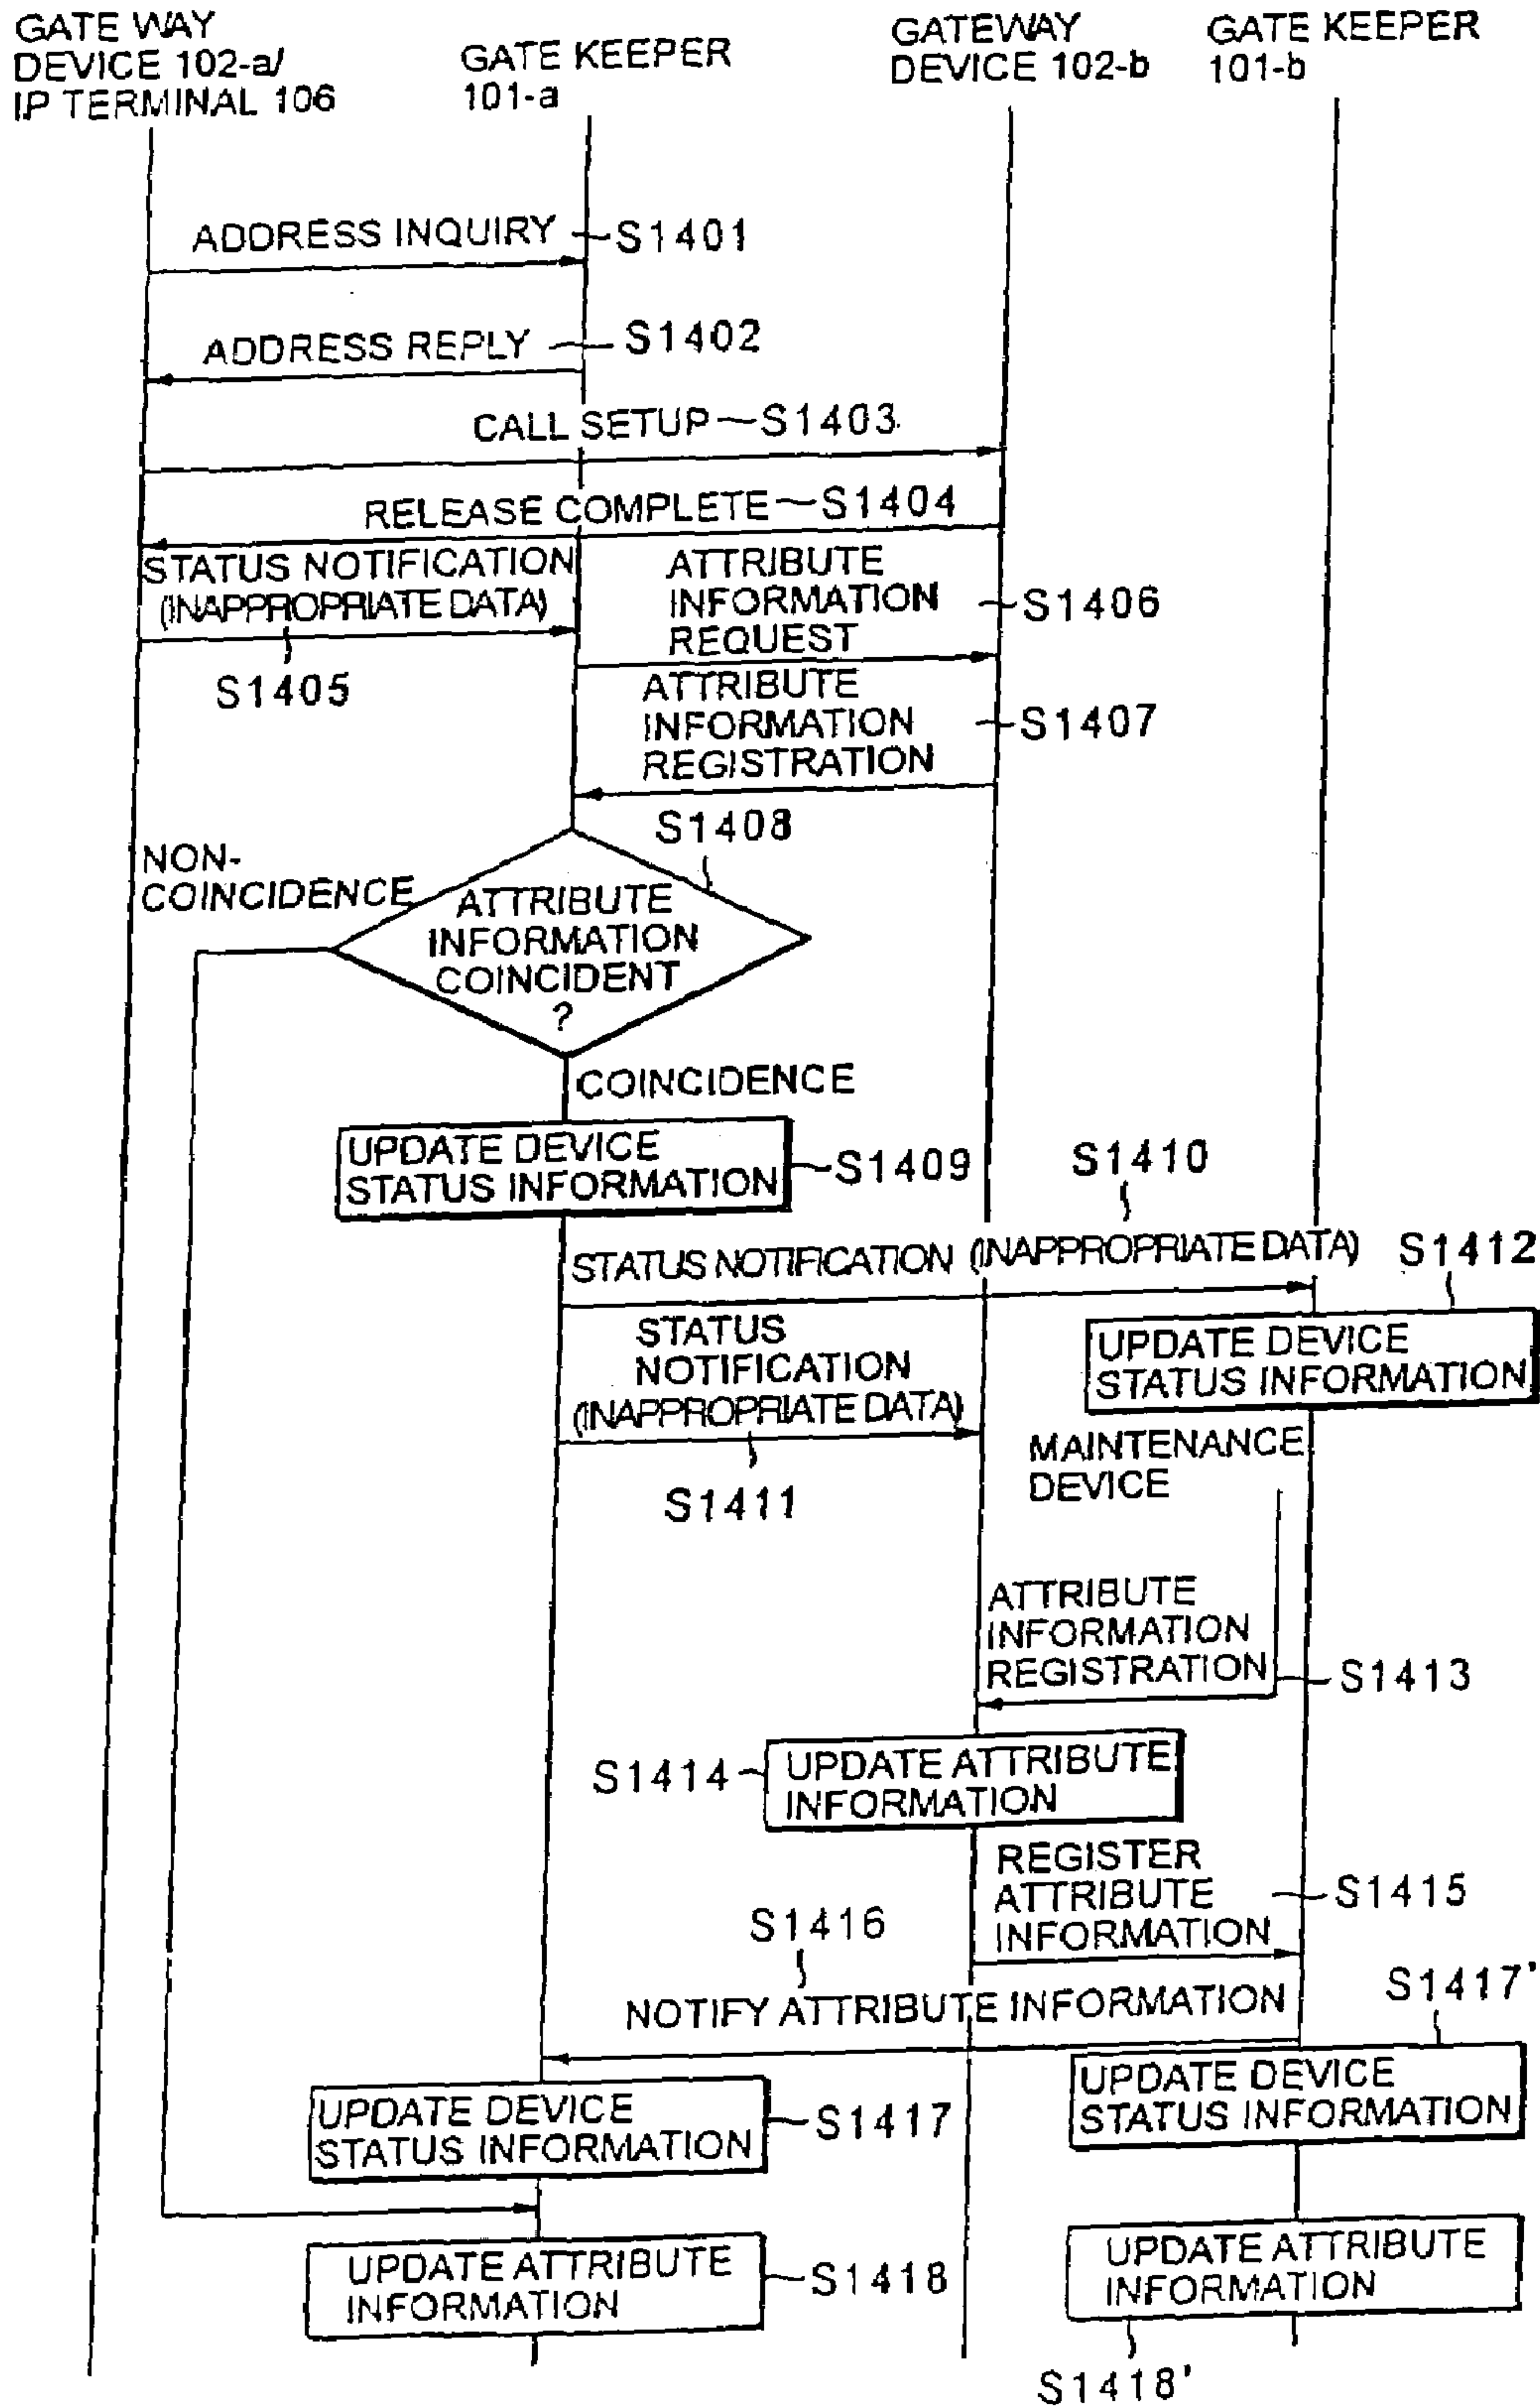 GATE WAY
DEVICE 102-a/
IP TERMINAL 106
GATE KEEPER
101-a
GATEWAY
DEVICE 102-b
GATE KEEPER
101-b
ADDRESS INQUIRY
S1401
ADDRESS REPLY
S1402
CALL SETUP
S1403
RELEASE COMPLETE
S1404
STATUS NOTIFICATION
(INAPPROPRIATE DATA)
S1405
ATTRIBUTE
INFORMATION
REQUEST
S1406
ATTRIBUTE
INFORMATION
REGISTRATION
S1407
S1408
NON-
COINCIDENCE
ATTRIBUTE
INFORMATION
COINCIDENT
?
COINCIDENCE
UPDATE DEVICE
STATUS INFORMATION
S1409
S1410
STATUS NOTIFICATION (INAPPROPRIATE DATA)
S1412
UPDATE DEVICE
STATUS INFORMATION
STATUS
NOTIFICATION
(INAPPROPRIATE DATA)
S1411
MAINTENANCE
DEVICE
ATTRIBUTE
INFORMATION
REGISTRATION
S1413
S1414
UPDATE ATTRIBUTE
INFORMATION
REGISTER
ATTRIBUTE
INFORMATION
S1415
S1416
NOTIFY ATTRIBUTE INFORMATION
S1417'
UPDATE DEVICE
STATUS INFORMATION
UPDATE DEVICE
STATUS INFORMATION
S1417
UPDATE ATTRIBUTE
INFORMATION
S1418
UPDATE ATTRIBUTE
INFORMATION
S1418'